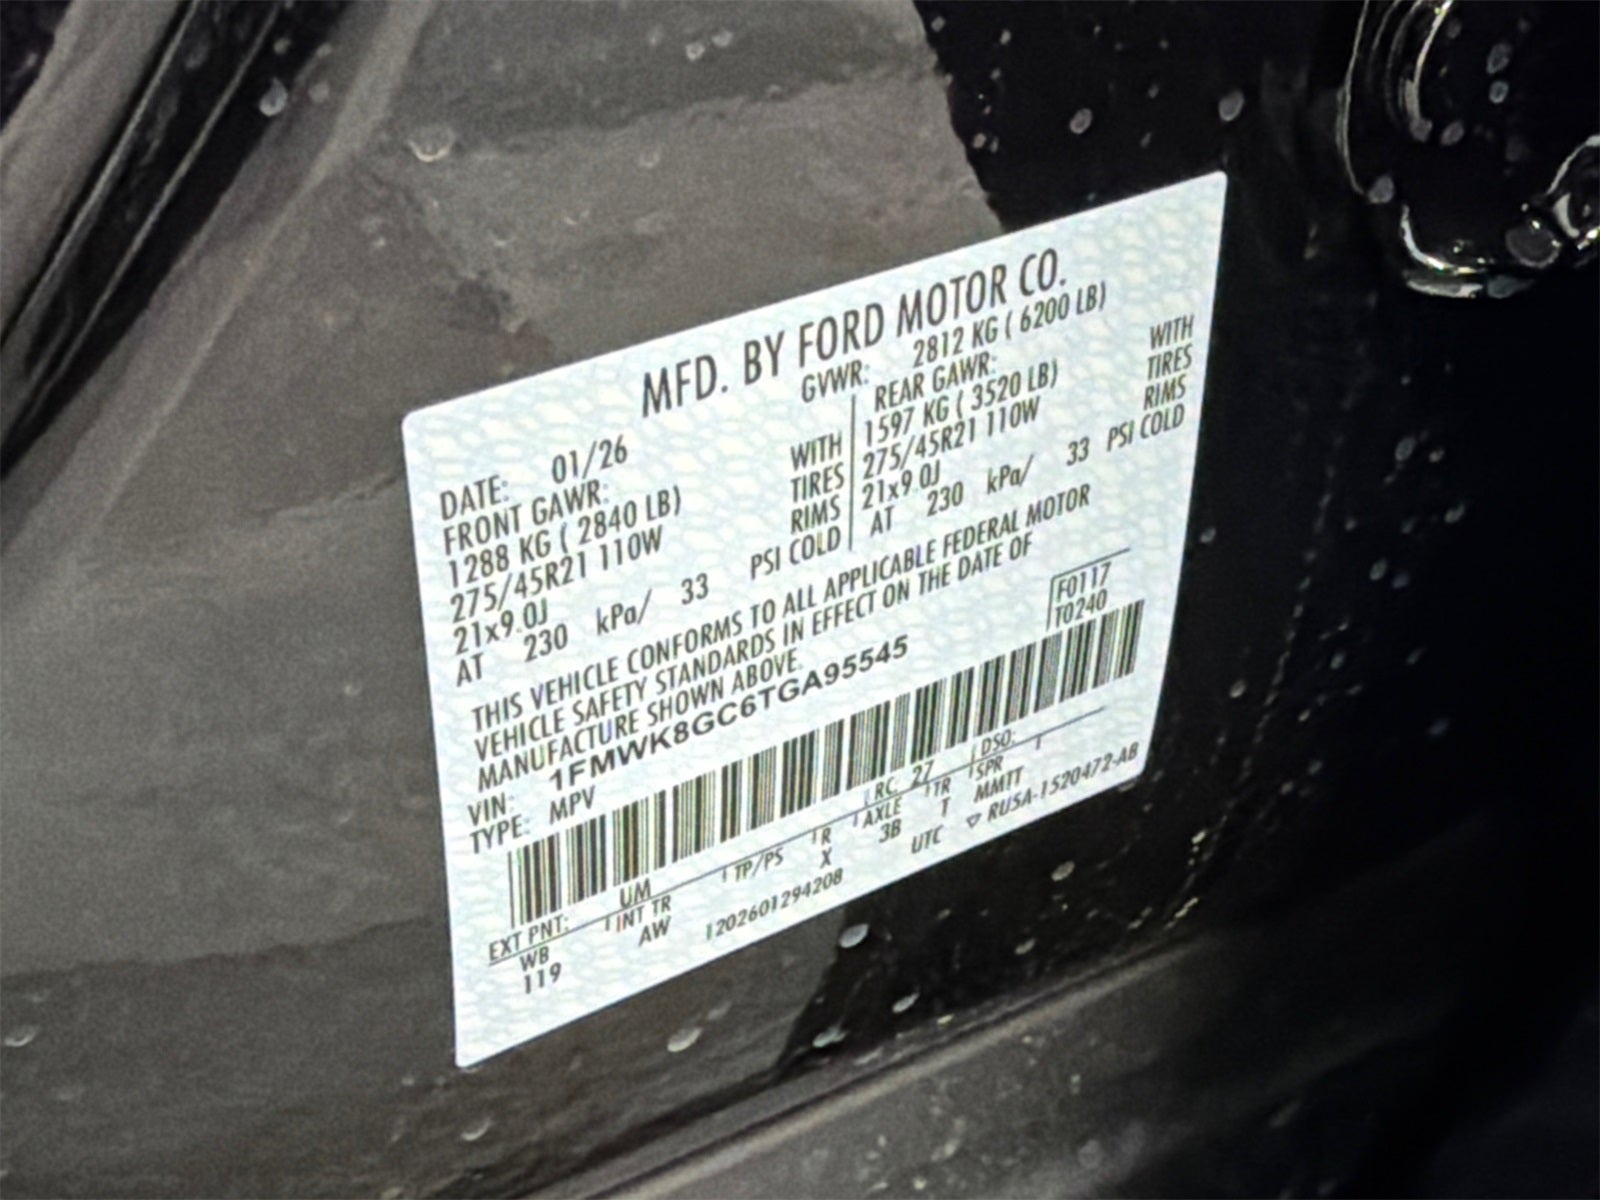 MFD. BY FORD MOTOR CO.
DATE: 01/26 GVWR: 2812 KG ( 6200 LB)
FRONT GAWR: REAR GAWR:
1288 KG ( 2840 LB) WITH 1597 KG ( 3520 LB) WITH
275/45R21 110W TIRES 275/45R21 110W TIRES
21x9.0J RIMS 21x9.0J RIMS
AT 230 kPa/ 33 PSI COLD AT 230 kPa/ 33 PSI COLD
THIS VEHICLE CONFORMS TO ALL APPLICABLE FEDERAL MOTOR
VEHICLE SAFETY STANDARDS IN EFFECT ON THE DATE OF
MANUFACTURE SHOWN ABOVE.
F0117
T0240
VIN: 1FMWK8GC6TGA95545
TYPE: MPV
EXT PNT: UM RC: 27 DSO:
WB INT TR TP/PS R AXLE TR SPR
119 AW X 3B T MMTT
1202601294208 UTC ▽ RU5A-1520472-AB